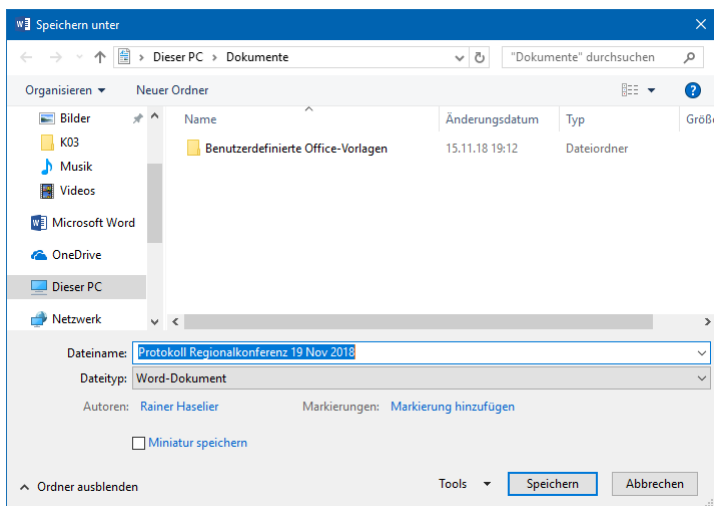 Speichern unter
Dieser PC > Dokumente
"Dokumente" durchsuchen
Organisieren
Neuer Ordner
Bilder
K03
Musik
Videos
Microsoft Word
OneDrive
Dieser PC
Netzwerk
Name Änderungsdatum Typ Größe
Benutzerdefinierte Office-Vorlagen 15.11.18 19:12 Dateiordner
Dateiname: Protokoll Regionalkonferenz 19 Nov 2018
Dateityp: Word-Dokument
Autoren: Rainer Haselier Markierungen: Markierung hinzufügen
Miniatur speichern
Ordner ausblenden Tools Speichern Abbrechen